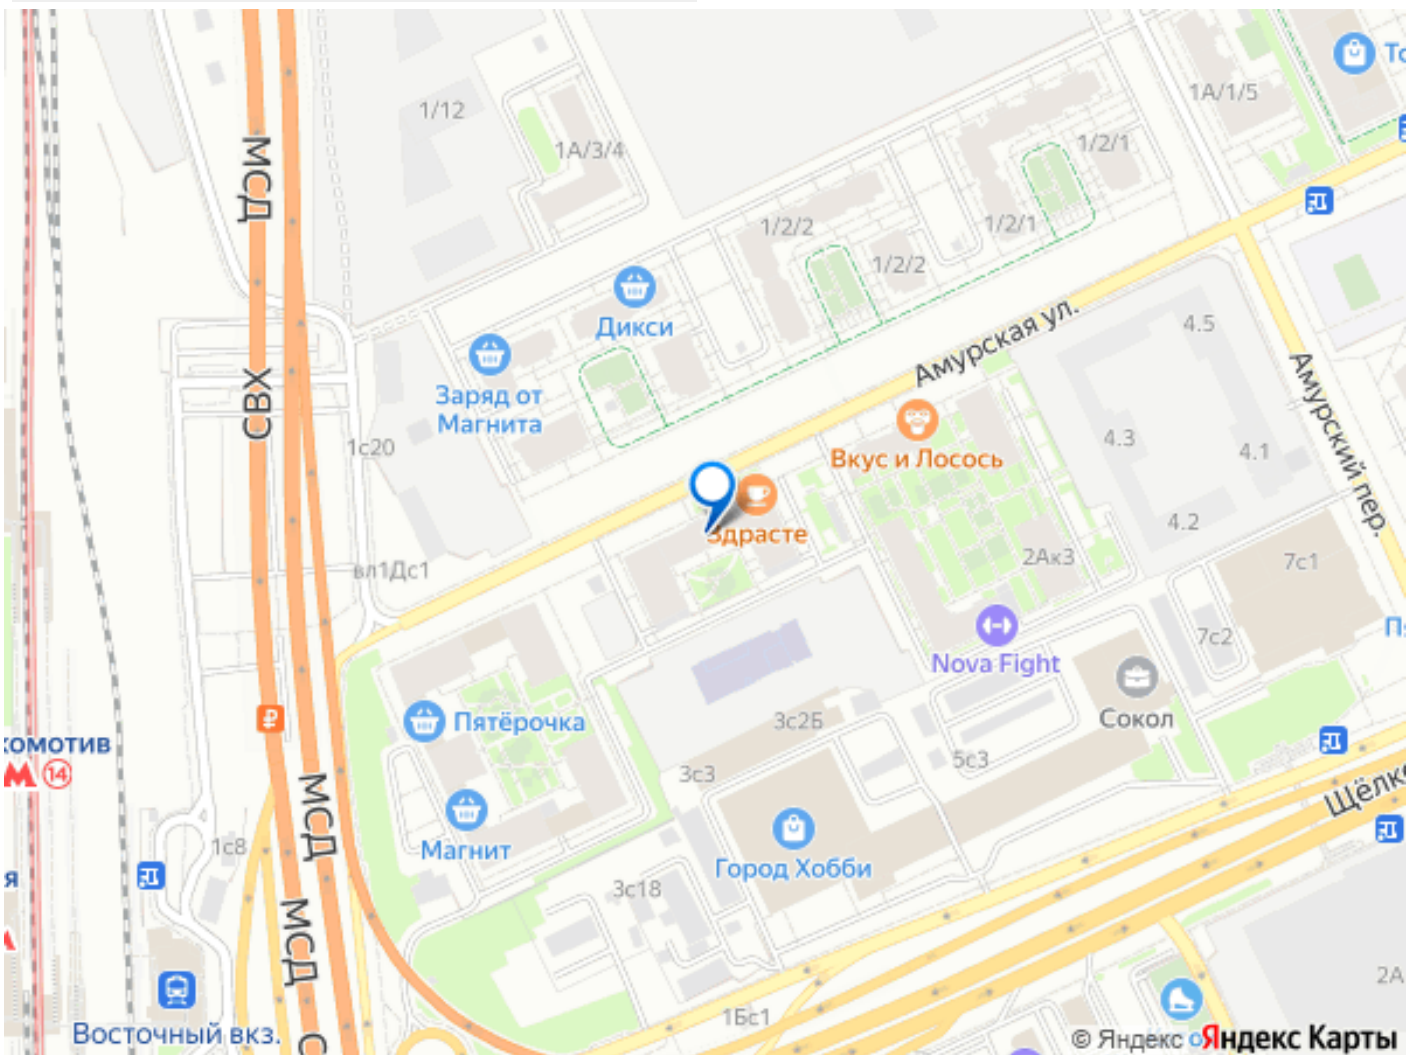 1/12
1А/3/4
1А/1/5
1/2/1
МСД
1/2/2
1/2/1
1/2/2
Дикси
Амурская ул.
4.5
Заряд от
Магнита
СВХ
1с20
Амурский пер.
4.3
4.1
Вкус и Лосось
4.2
Здрасте
2Ак3
7с1
вл1Дс1
7с2
Nova Fight
Пятёрочка
3с2Б
Сокол
комотив
14
3с3
5с3
МСД
Щёлко
1с8
Магнит
Город Хобби
я
3с18
МСД
2А
1Бс1
Восточный вкз.
© Яндекс
Яндекс Карты